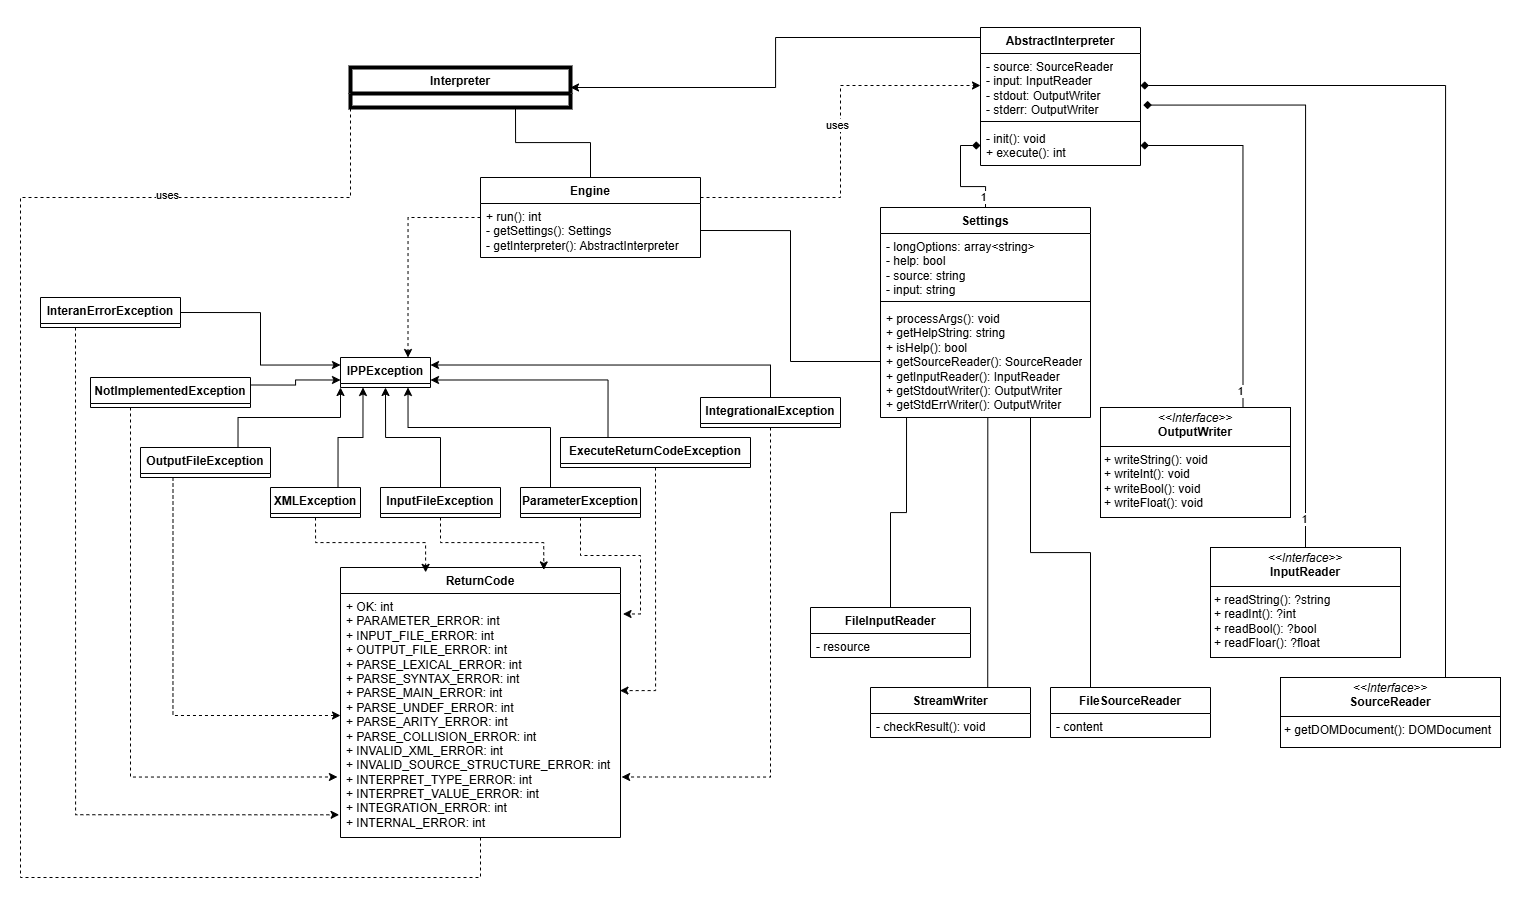 AbstractInterpreter
- source: SourceReader
- input: InputReader
- stdout: OutputWriter
- stderr: OutputWriter
- init(): void
+ execute(): int
Interpreter
uses
uses
Engine
+ run(): int
- getSettings(): Settings
- getInterpreter(): AbstractInterpreter
1
Settings
- longOptions: array<string>
- help: bool
- source: string
- input: string
+ processArgs(): void
+ getHelpString: string
+ isHelp(): bool
+ getSourceReader(): SourceReader
+ getInputReader(): InputReader
+ getStdoutWriter(): OutputWriter
+ getStdErrWriter(): OutputWriter
InteranErrorException
IPPException
NotImplementedException
IntegrationalException
OutputFileException
ExecuteReturnCodeException
XMLException
InputFileException
ParameterException
1
<<Interface>>
OutputWriter
+ writeString(): void
+ writeInt(): void
+ writeBool(): void
+ writeFloat(): void
1
<<Interface>>
InputReader
+ readString(): ?string
+ readInt(): ?int
+ readBool(): ?bool
+ readFloar(): ?float
ReturnCode
+ OK: int
+ PARAMETER_ERROR: int
+ INPUT_FILE_ERROR: int
+ OUTPUT_FILE_ERROR: int
+ PARSE_LEXICAL_ERROR: int
+ PARSE_SYNTAX_ERROR: int
+ PARSE_MAIN_ERROR: int
+ PARSE_UNDEF_ERROR: int
+ PARSE_ARITY_ERROR: int
+ PARSE_COLLISION_ERROR: int
+ INVALID_XML_ERROR: int
+ INVALID_SOURCE_STRUCTURE_ERROR: int
+ INTERPRET_TYPE_ERROR: int
+ INTERPRET_VALUE_ERROR: int
+ INTEGRATION_ERROR: int
+ INTERNAL_ERROR: int
FileInputReader
- resource
StreamWriter
- checkResult(): void
FileSourceReader
- content
<<Interface>>
SourceReader
+ getDOMDocument(): DOMDocument